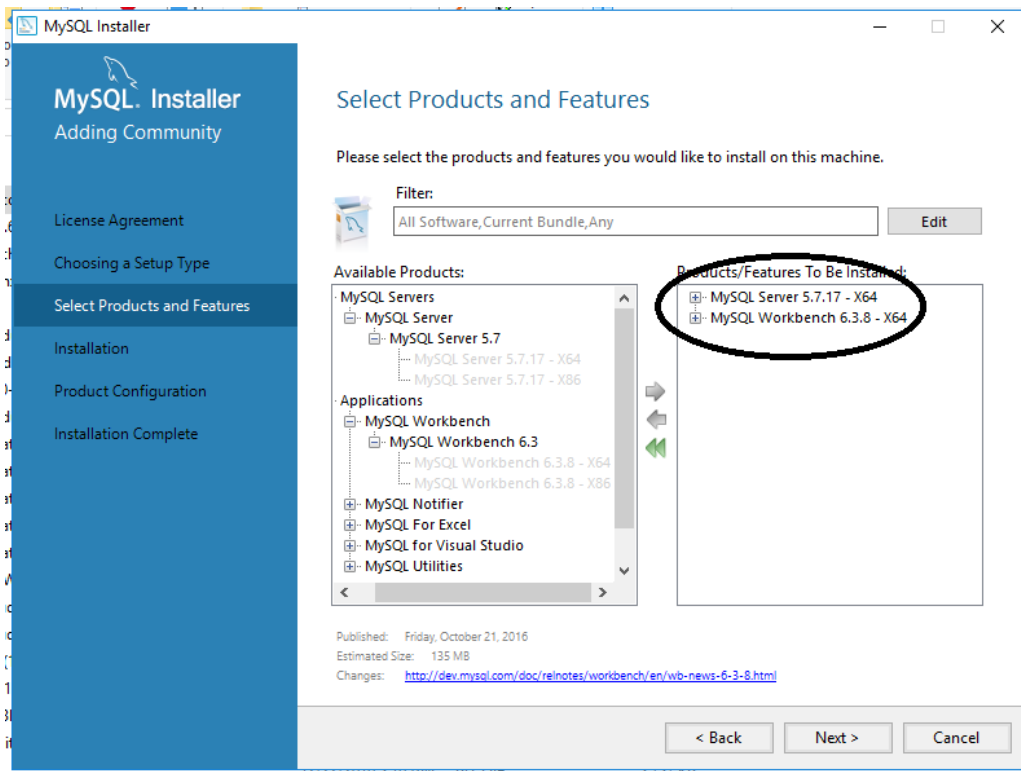 MySQL Installer
MySQL. Installer
Adding Community
License Agreement
Choosing a Setup Type
Select Products and Features
Installation
Product Configuration
Installation Complete
Select Products and Features
Please select the products and features you would like to install on this machine.
Filter:
All Software,Current Bundle,Any
Edit
Available Products:
MySQL Servers
MySQL Server
MySQL Server 5.7
MySQL Server 5.7.17 - X64
MySQL Server 5.7.17 - X86
Applications
MySQL Workbench
MySQL Workbench 6.3
MySQL Workbench 6.3.8 - X64
MySQL Workbench 6.3.8 - X86
MySQL Notifier
MySQL For Excel
MySQL for Visual Studio
MySQL Utilities
Products/Features To Be Installed:
MySQL Server 5.7.17 - X64
MySQL Workbench 6.3.8 - X64
Published: Friday, October 21, 2016
Estimated Size: 135 MB
Changes: http://dev.mysql.com/doc/relnotes/workbench/en/wb-news-6-3-8.html
< Back
Next >
Cancel